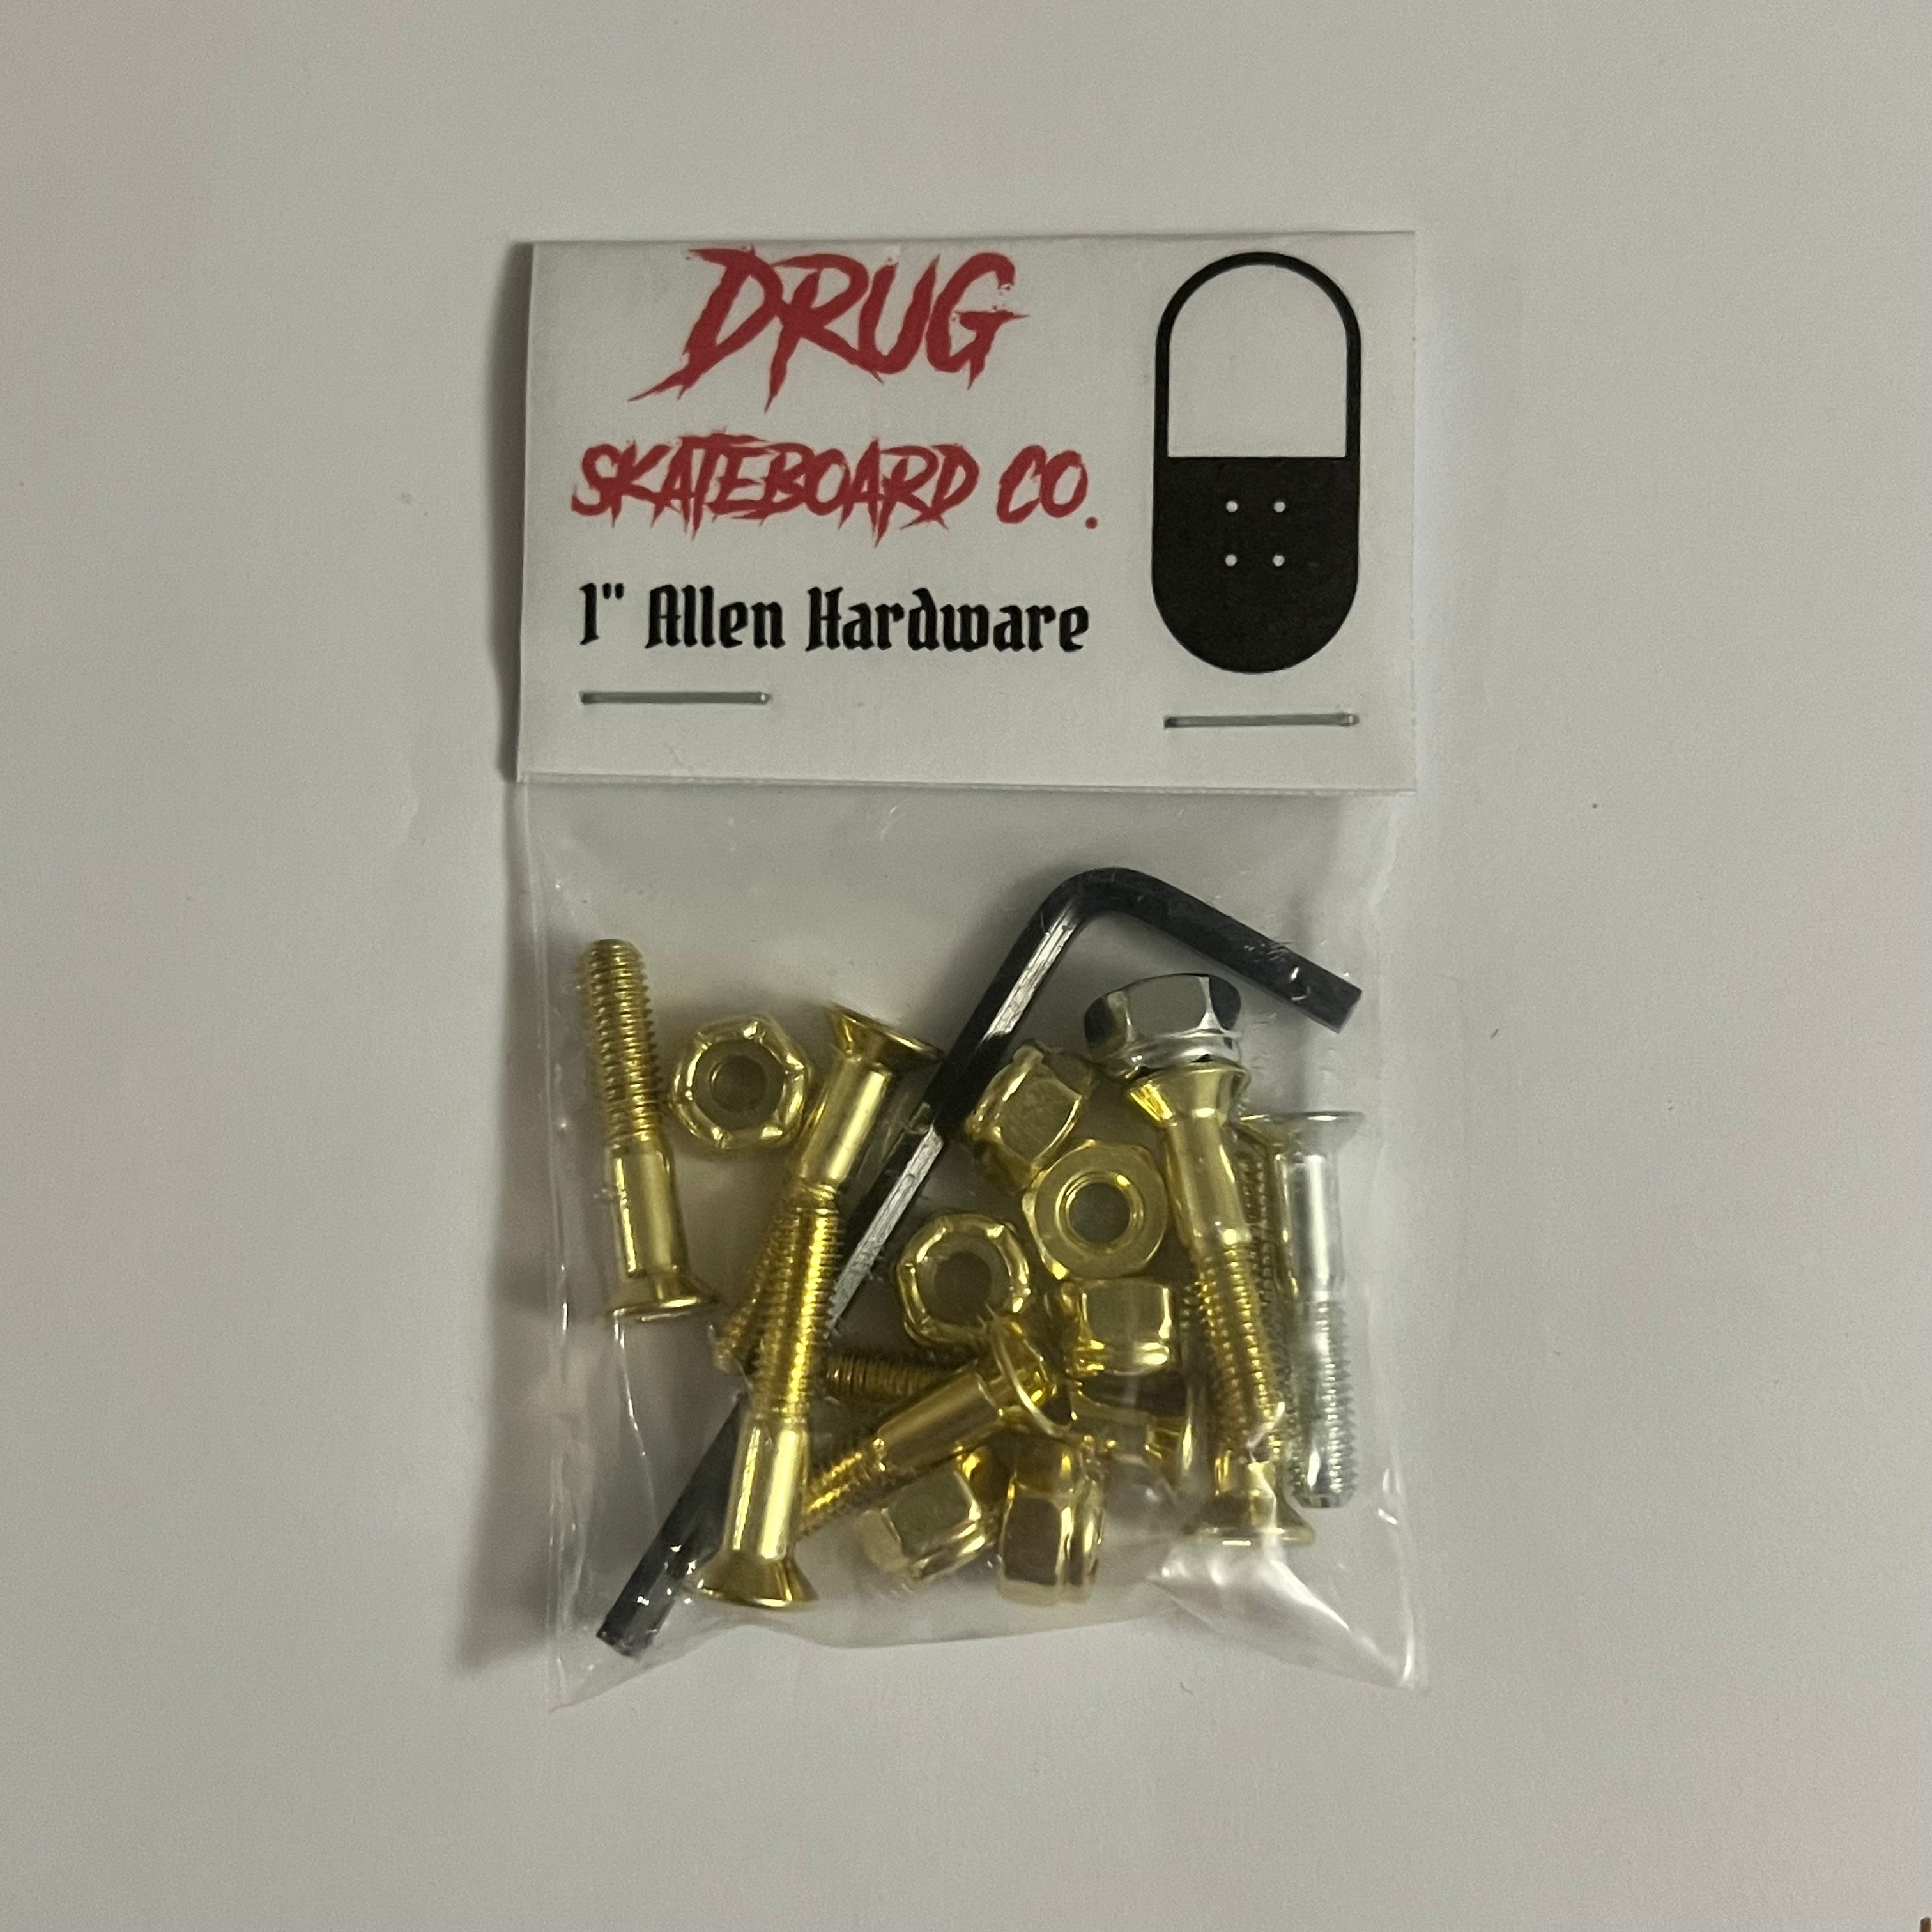 DRUG
SKATEBOARD CO.
1" Allen Hardware